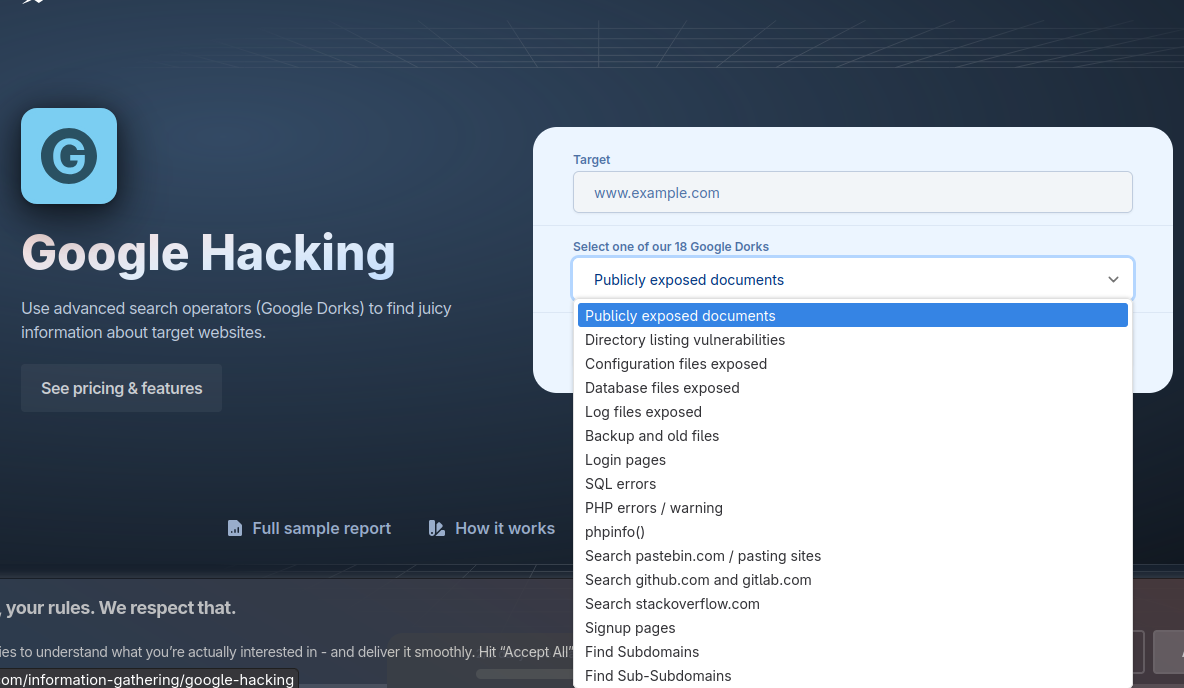 G
Google Hacking
Use advanced search operators (Google Dorks) to find juicy
information about target websites.
See pricing & features
Target
www.example.com
Select one of our 18 Google Dorks
Publicly exposed documents
Publicly exposed documents
Directory listing vulnerabilities
Configuration files exposed
Database files exposed
Log files exposed
Backup and old files
Login pages
SQL errors
PHP errors / warning
phpinfo()
Search pastebin.com / pasting sites
Search github.com and gitlab.com
Search stackoverflow.com
Signup pages
Find Subdomains
Find Sub-Subdomains
Full sample report
How it works
, your rules. We respect that.
ies to understand what you’re actually interested in - and deliver it smoothly. Hit “Accept All”
com/information-gathering/google-hacking